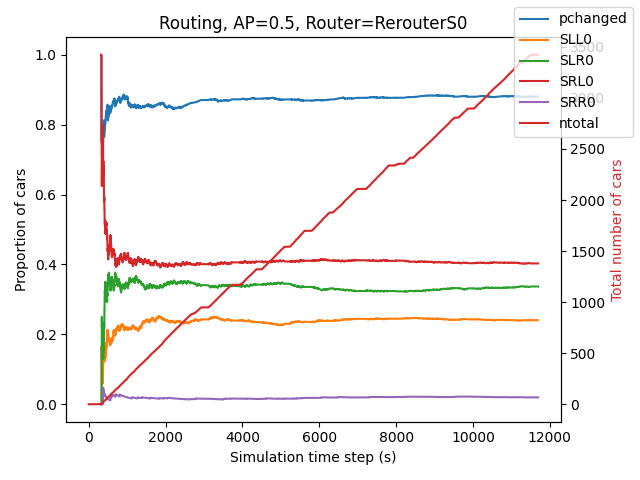 Routing, AP=0.5, Router=RerouterS0
pchanged
SLL0
SLR0
SRL0
SRR0
ntotal
1.0
0.8
0.6
0.4
0.2
0.0
Proportion of cars
3500
2500
2000
1500
1000
500
0
Total number of cars
0
2000
4000
6000
8000
10000
12000
Simulation time step (s)